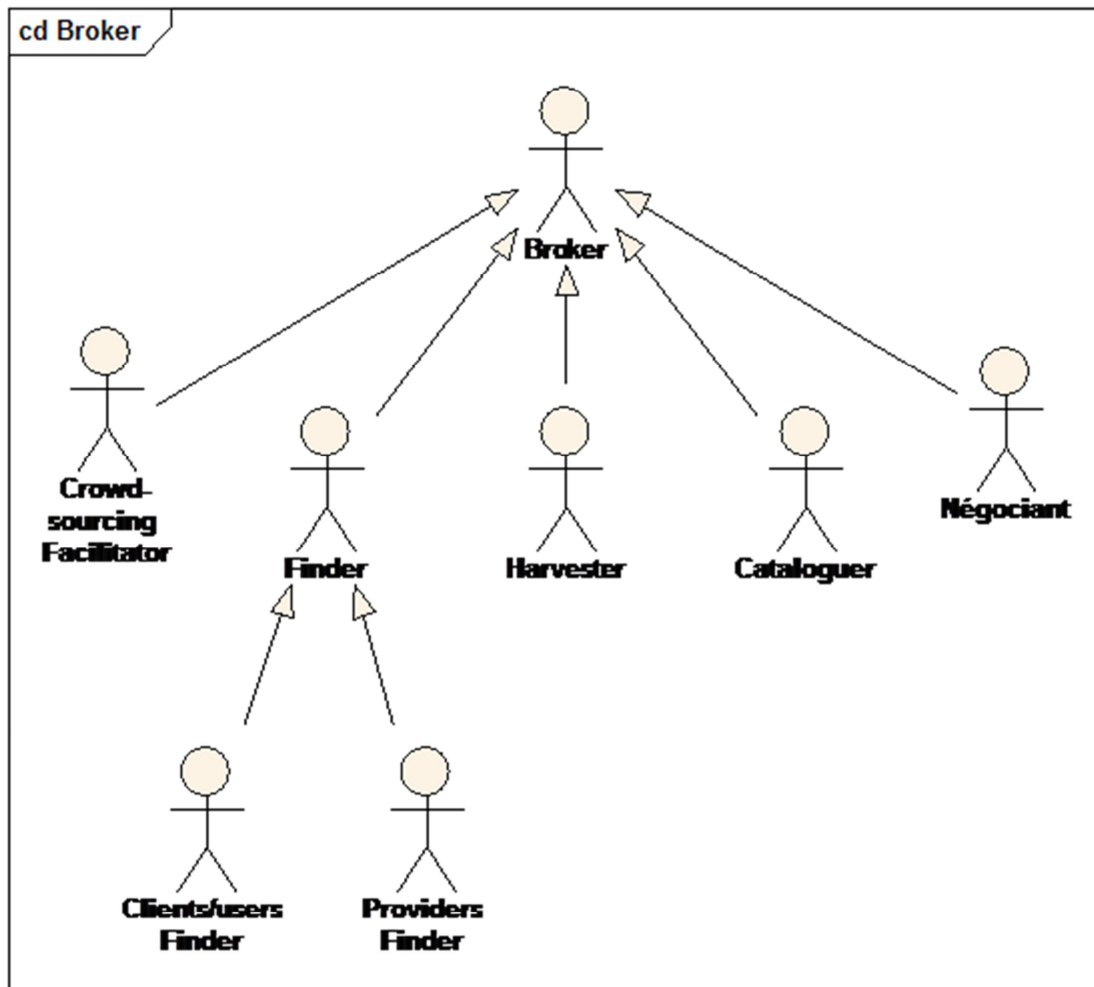 cd Broker
Broker
Crowd-
sourcing
Facilitator
Finder
Harvester
Cataloguer
Négociant
Clients/users
Finder
Providers
Finder